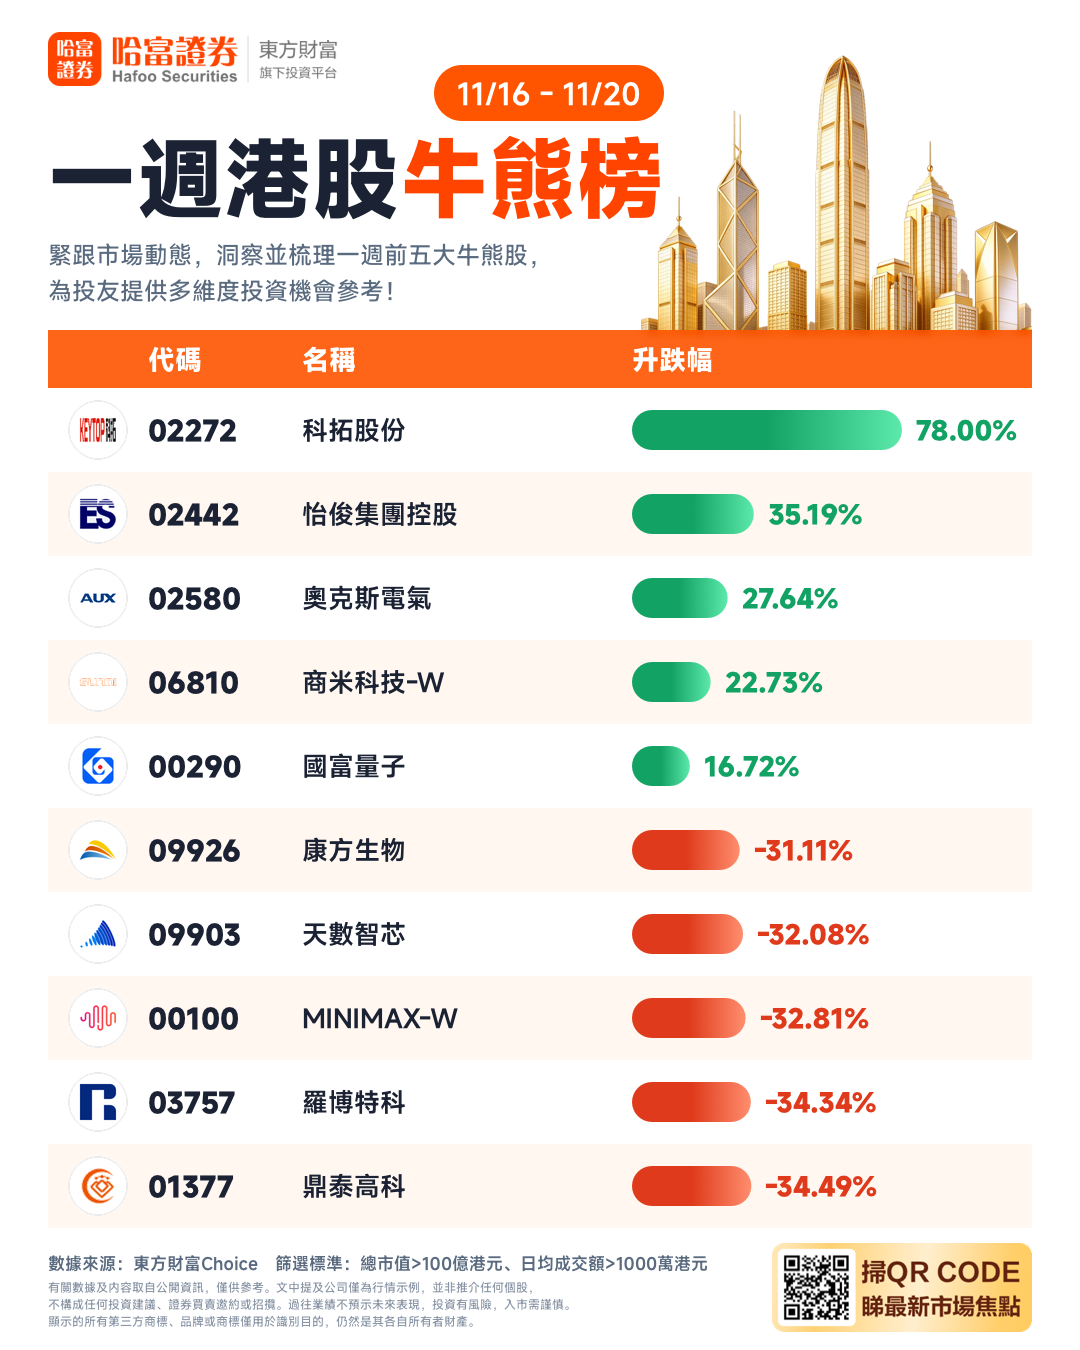 哈富證券
哈富證券
Hafoo Securities
東方財富
旗下投資平台
11/16 - 11/20
一週港股牛熊榜
緊跟市場動態，洞察並梳理一週前五大牛熊股，
為投友提供多維度投資機會參考！
代碼 名稱 升跌幅
KEYTOP 科拓 02272 科拓股份 78.00%
ES 02442 怡俊集團控股 35.19%
AUX 02580 奧克斯電氣 27.64%
06810 商米科技-W 22.73%
00290 國富量子 16.72%
09926 康方生物 -31.11%
09903 天數智芯 -32.08%
00100 MINIMAX-W -32.81%
03757 羅博特科 -34.34%
01377 鼎泰高科 -34.49%
數據來源：東方財富Choice 篩選標準：總市值>100億港元、日均成交額>1000萬港元
有關數據及內容取自公開資訊，僅供參考。文中提及公司僅為行情示例，並非推介任何個股，
不構成任何投資建議、證券買賣邀約或招攬。過往業績不預示未來表現，投資有風險，入市需謹慎。
顯示的所有第三方商標、品牌或商標僅用於識別目的，仍然是其各自所有者財產。
掃QR CODE
睇最新市場焦點